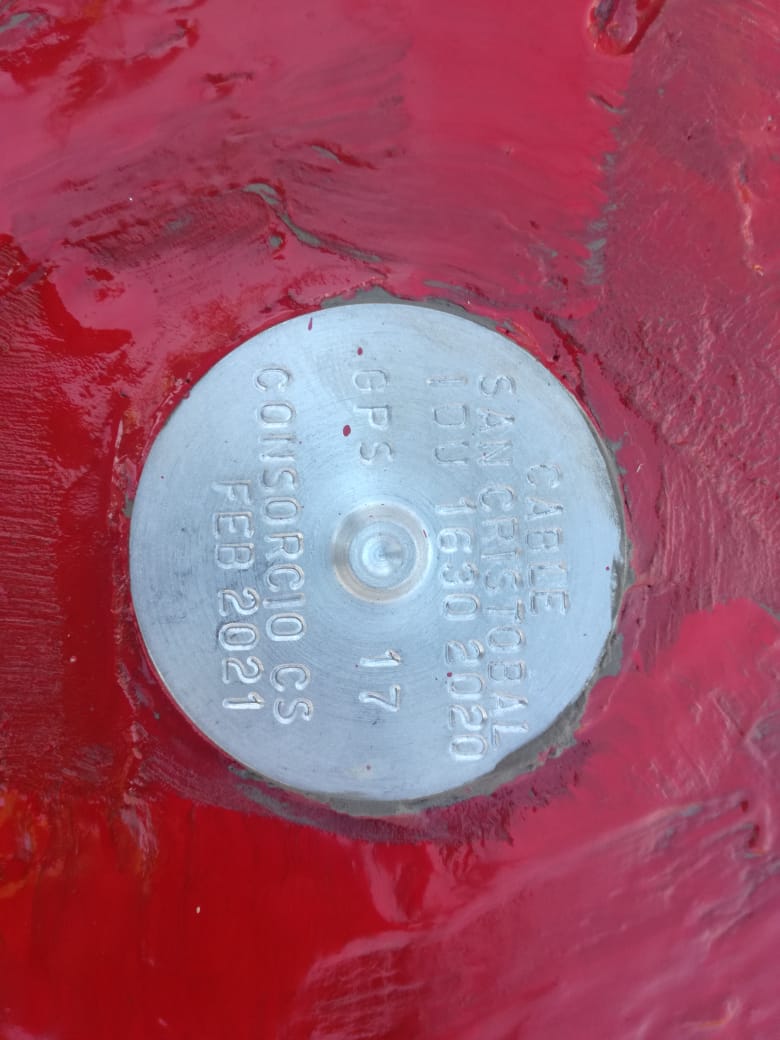 CABLE
SAN CRISTOBAL
IDU 1630 2020
GPS 17
CONSORCIO CS
FEB 2021